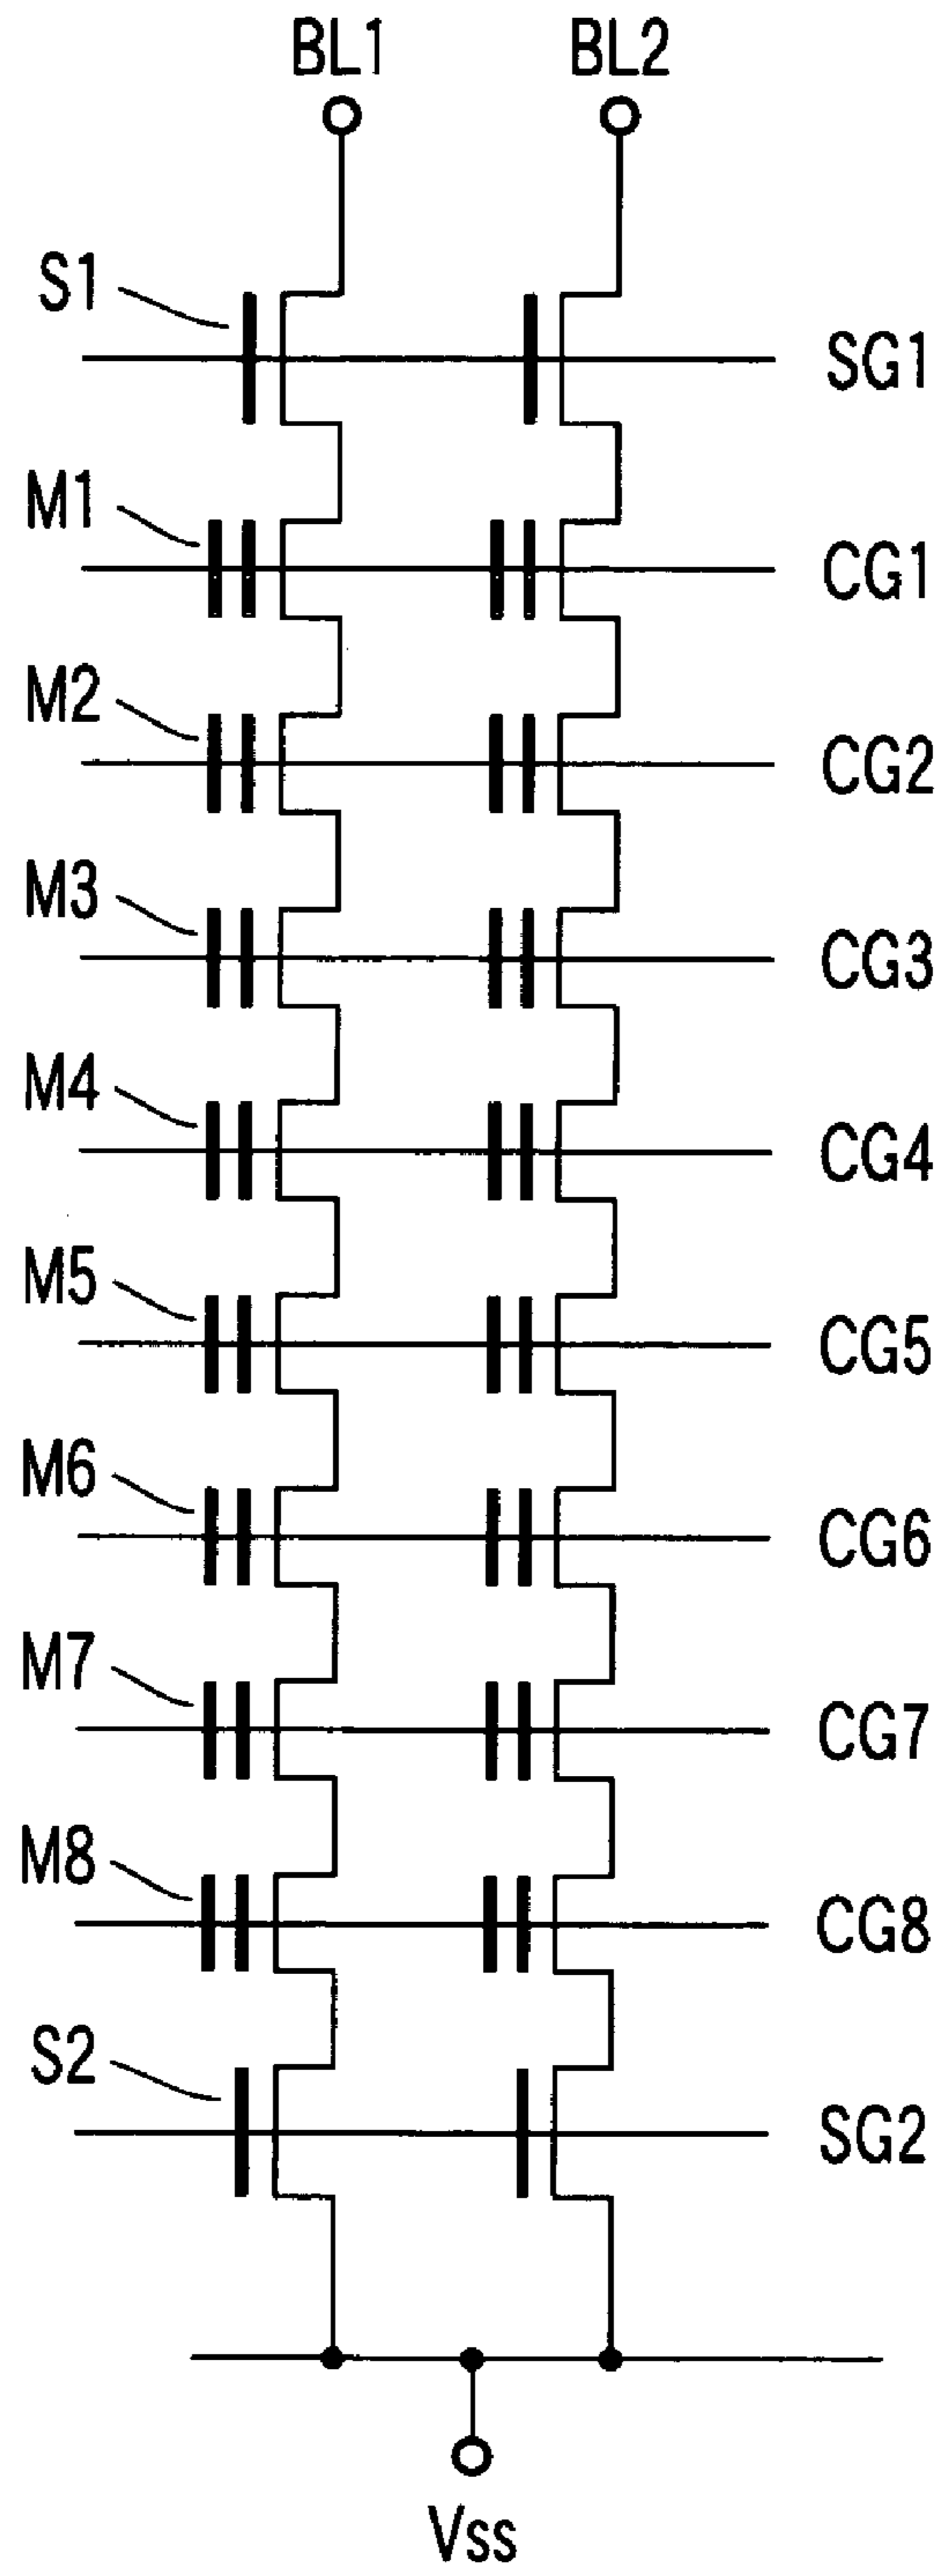 BL1 BL2
S1 SG1
M1 CG1
M2 CG2
M3 CG3
M4 CG4
M5 CG5
M6 CG6
M7 CG7
M8 CG8
S2 SG2
Vss